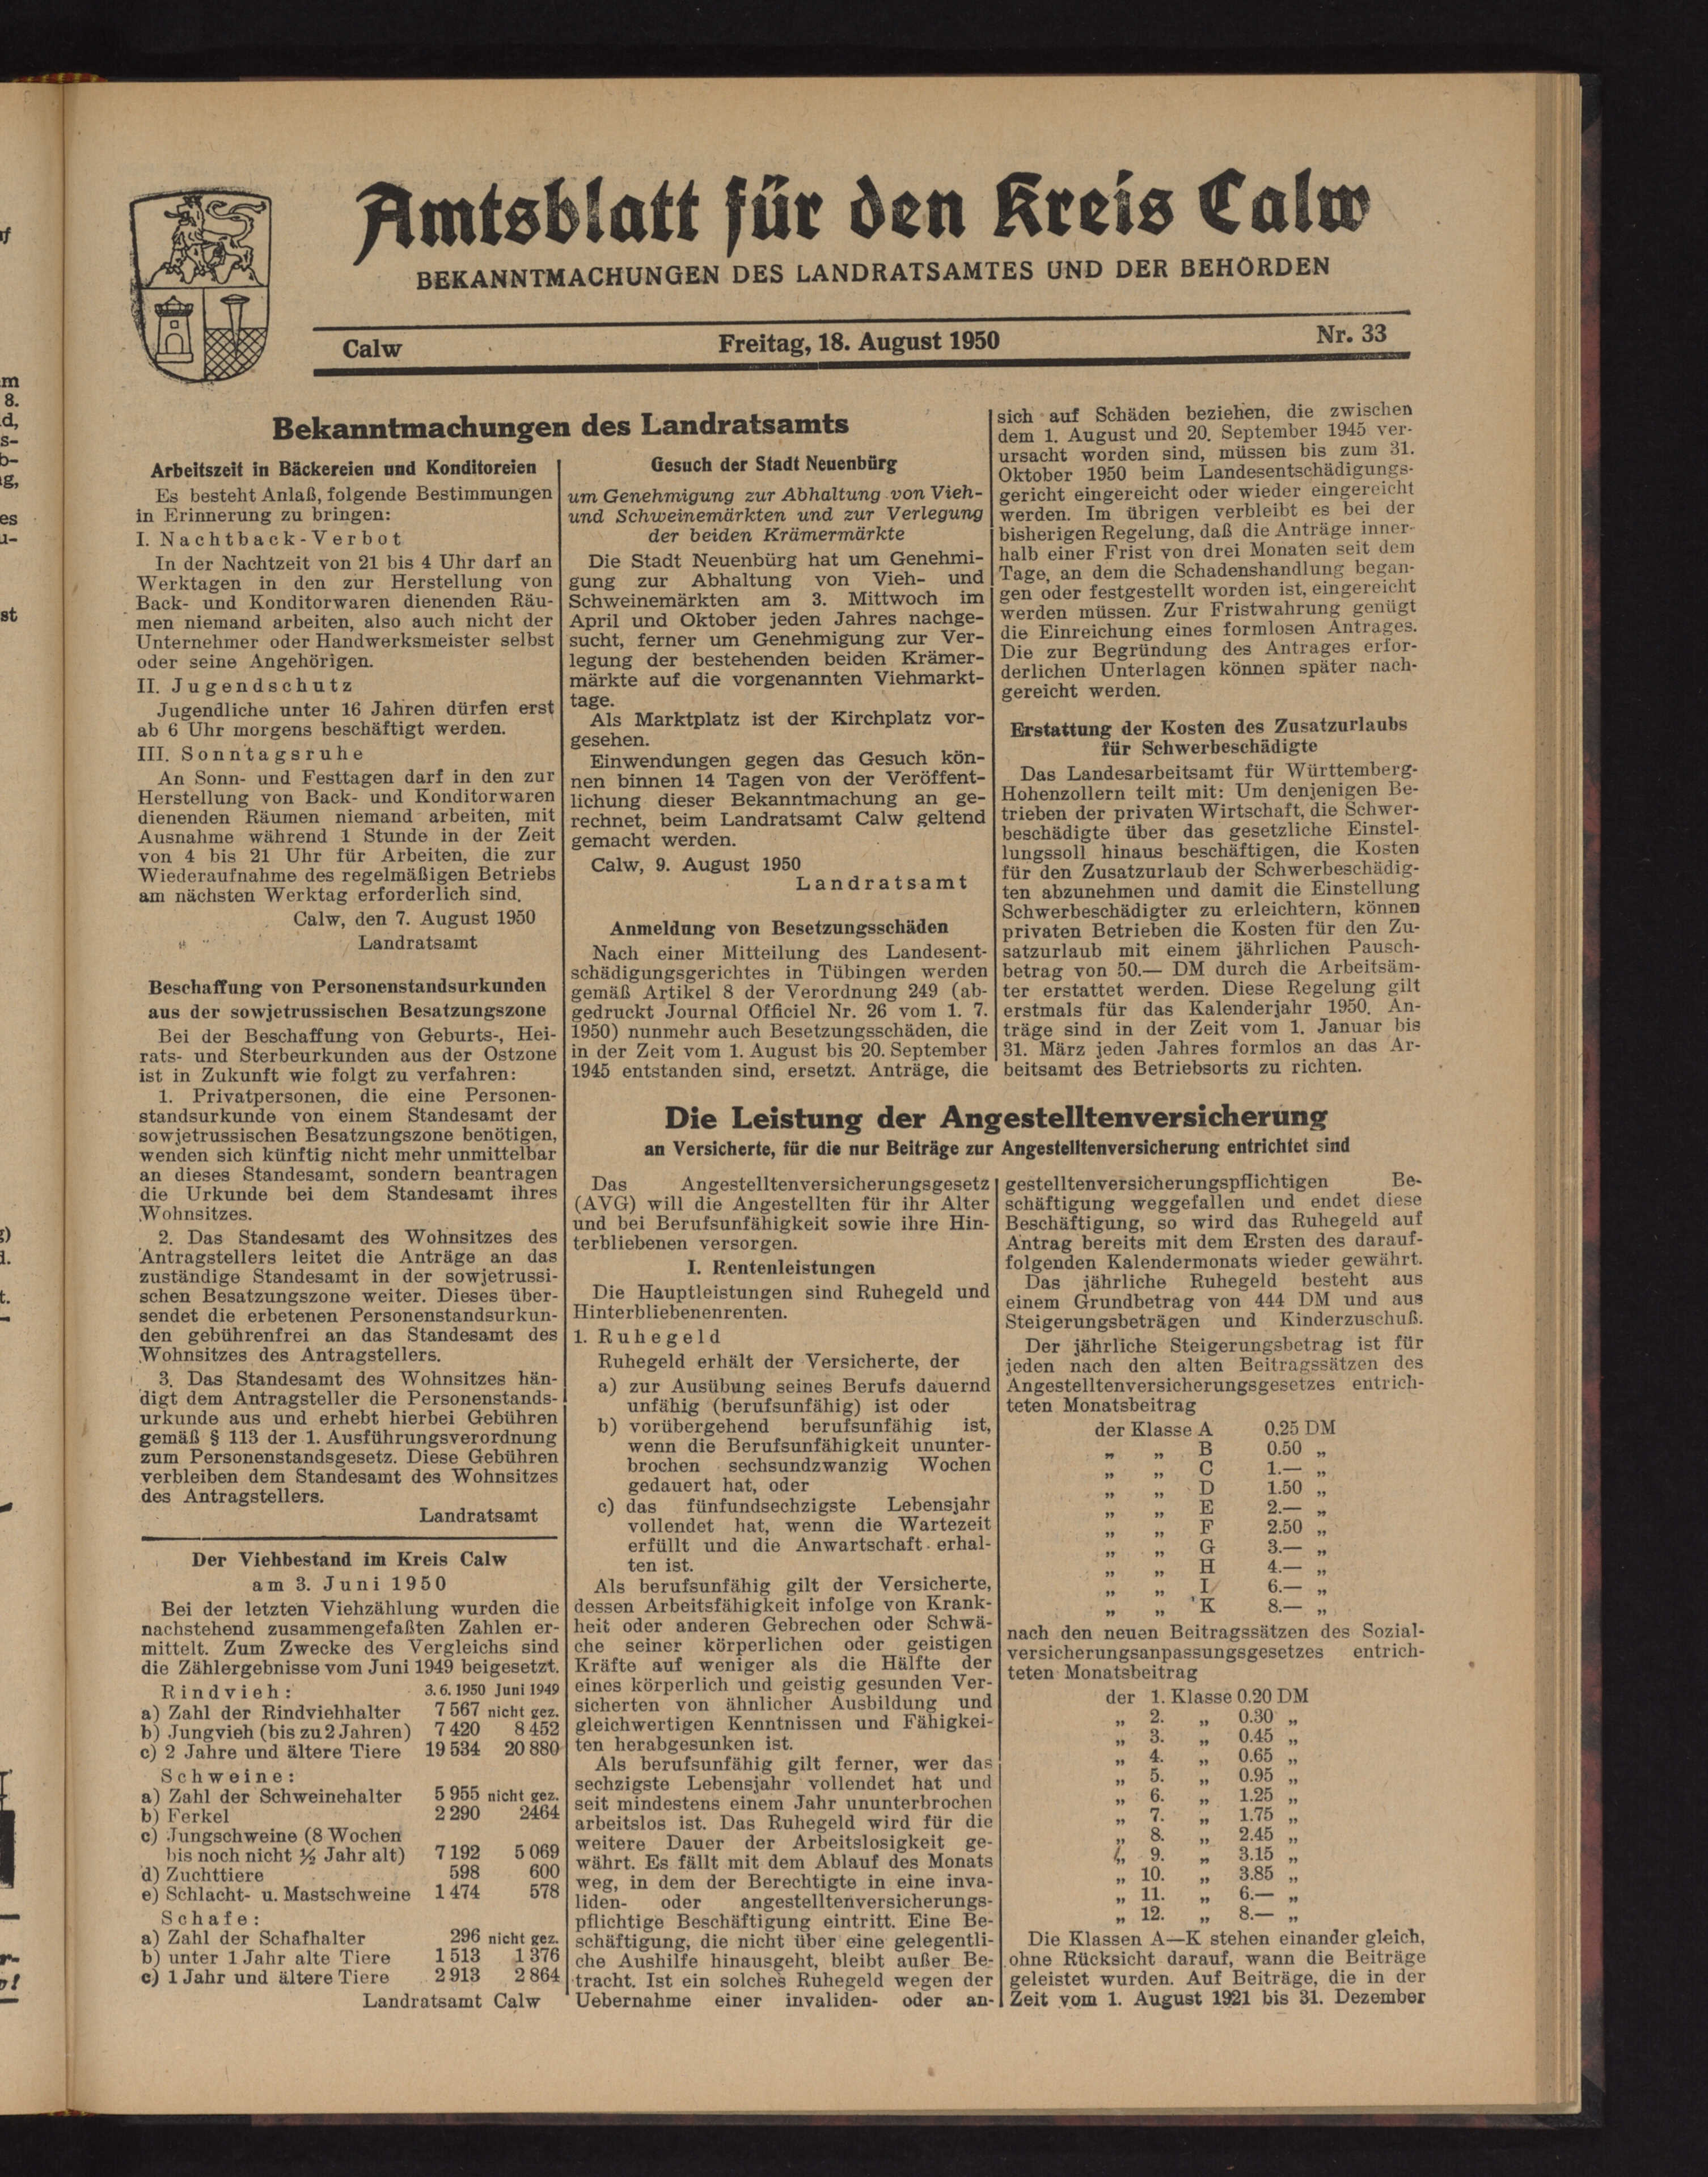 Amtsblatt für den Kreis Calw
BEKANNTMACHUNGEN DES LANDRATSAMTES UND DER BEHÖRDEN
Calw Freitag, 18. August 1950 Nr. 33
Bekanntmachungen des Landratsamts
Arbeitszeit in Bäckereien und Konditoreien
Es besteht Anlaß, folgende Bestimmungen
in Erinnerung zu bringen:
I. Nachtback-Verbot
In der Nachtzeit von 21 bis 4 Uhr darf an
Werktagen in den zur Herstellung von
Back- und Konditorwaren dienenden Räu-
men niemand arbeiten, also auch nicht der
Unternehmer oder Handwerksmeister selbst
oder seine Angehörigen.
II. Jugendschutz
Jugendliche unter 16 Jahren dürfen erst
ab 6 Uhr morgens beschäftigt werden.
III. Sonntagsruhe
An Sonn- und Festtagen darf in den zur
Herstellung von Back- und Konditorwaren
dienenden Räumen niemand arbeiten, mit
Ausnahme während 1 Stunde in der Zeit
von 4 bis 21 Uhr für Arbeiten, die zur
Wiederaufnahme des regelmäßigen Betriebs
am nächsten Werktag erforderlich sind.
Calw, den 7. August 1950
Landratsamt
Beschaffung von Personenstandsurkunden
aus der sowjetrussischen Besatzungszone
Bei der Beschaffung von Geburts-, Hei-
rats- und Sterbeurkunden aus der Ostzone
ist in Zukunft wie folgt zu verfahren:
1. Privatpersonen, die eine Personen-
standsurkunde von einem Standesamt der
sowjetrussischen Besatzungszone benötigen,
wenden sich künftig nicht mehr unmittelbar
an dieses Standesamt, sondern beantragen
die Urkunde bei dem Standesamt ihres
Wohnsitzes.
2. Das Standesamt des Wohnsitzes des
Antragstellers leitet die Anträge an das
zuständige Standesamt in der sowjetrussi-
schen Besatzungszone weiter. Dieses über-
sendet die erbetenen Personenstandsurkun-
den gebührenfrei an das Standesamt des
Wohnsitzes des Antragstellers.
3. Das Standesamt des Wohnsitzes hän-
digt dem Antragsteller die Personenstands-
urkunde aus und erhebt hierbei Gebühren
gemäß § 113 der 1. Ausführungsverordnung
zum Personenstandsgesetz. Diese Gebühren
verbleiben dem Standesamt des Wohnsitzes
des Antragstellers.
Landratsamt
Der Viehbestand im Kreis Calw
am 3. Juni 1950
Bei der letzten Viehzählung wurden die
nachstehend zusammengefaßten Zahlen er-
mittelt. Zum Zwecke des Vergleichs sind
die Zählergebnisse vom Juni 1949 beigesetzt.
Rindvieh: 3. 6. 1950 Juni 1949
a) Zahl der Rindviehhalter 7 567 nicht gez.
b) Jungvieh (bis zu 2 Jahren) 7 420 8 452
c) 2 Jahre und ältere Tiere 19 534 20 880
Schweine:
a) Zahl der Schweinehalter 5 955 nicht gez.
b) Ferkel 2 290 2464
c) Jungschweine (8 Wochen
bis noch nicht ½ Jahr alt) 7 192 5 069
d) Zuchttiere 598 600
e) Schlacht- u. Mastschweine 1 474 578
Schafe:
a) Zahl der Schafhalter 296 nicht gez.
b) unter 1 Jahr alte Tiere 1 513 1 376
c) 1 Jahr und ältere Tiere 2 913 2 864
Landratsamt Calw
Gesuch der Stadt Neuenbürg
um Genehmigung zur Abhaltung von Vieh-
und Schweinemärkten und zur Verlegung
der beiden Krämermärkte
Die Stadt Neuenbürg hat um Genehmi-
gung zur Abhaltung von Vieh- und
Schweinemärkten am 3. Mittwoch im
April und Oktober jeden Jahres nachge-
sucht, ferner um Genehmigung zur Ver-
legung der bestehenden beiden Krämer-
märkte auf die vorgenannten Viehmarkt-
tage.
Als Marktplatz ist der Kirchplatz vor-
gesehen.
Einwendungen gegen das Gesuch kön-
nen binnen 14 Tagen von der Veröffent-
lichung dieser Bekanntmachung an ge-
rechnet, beim Landratsamt Calw geltend
gemacht werden.
Calw, 9. August 1950
Landratsamt
Anmeldung von Besetzungsschäden
Nach einer Mitteilung des Landesent-
schädigungsgerichtes in Tübingen werden
gemäß Artikel 8 der Verordnung 249 (ab-
gedruckt Journal Officiel Nr. 26 vom 1. 7.
1950) nunmehr auch Besetzungsschäden, die
in der Zeit vom 1. August bis 20. September
1945 entstanden sind, ersetzt. Anträge, die
sich auf Schäden beziehen, die zwischen
dem 1. August und 20. September 1945 ver-
ursacht worden sind, müssen bis zum 31.
Oktober 1950 beim Landesentschädigungs-
gericht eingereicht oder wieder eingereicht
werden. Im übrigen verbleibt es bei der
bisherigen Regelung, daß die Anträge inner-
halb einer Frist von drei Monaten seit dem
Tage, an dem die Schadenshandlung began-
gen oder festgestellt worden ist, eingereicht
werden müssen. Zur Fristwahrung genügt
die Einreichung eines formlosen Antrages.
Die zur Begründung des Antrages erfor-
derlichen Unterlagen können später nach-
gereicht werden.
Erstattung der Kosten des Zusatzurlaubs
für Schwerbeschädigte
Das Landesarbeitsamt für Württemberg-
Hohenzollern teilt mit: Um denjenigen Be-
trieben der privaten Wirtschaft, die Schwer-
beschädigte über das gesetzliche Einstel-
lungssoll hinaus beschäftigen, die Kosten
für den Zusatzurlaub der Schwerbeschädig-
ten abzunehmen und damit die Einstellung
Schwerbeschädigter zu erleichtern, können
privaten Betrieben die Kosten für den Zu-
satzurlaub mit einem jährlichen Pausch-
betrag von 50.— DM durch die Arbeitsäm-
ter erstattet werden. Diese Regelung gilt
erstmals für das Kalenderjahr 1950. An-
träge sind in der Zeit vom 1. Januar bis
31. März jeden Jahres formlos an das Ar-
beitsamt des Betriebsorts zu richten.
Die Leistung der Angestelltenversicherung
an Versicherte, für die nur Beiträge zur Angestelltenversicherung entrichtet sind
Das Angestelltenversicherungsgesetz
(AVG) will die Angestellten für ihr Alter
und bei Berufsunfähigkeit sowie ihre Hin-
terbliebenen versorgen.
I. Rentenleistungen
Die Hauptleistungen sind Ruhegeld und
Hinterbliebenenrenten.
1. Ruhegeld
Ruhegeld erhält der Versicherte, der
a) zur Ausübung seines Berufs dauernd
unfähig (berufsunfähig) ist oder
b) vorübergehend berufsunfähig ist,
wenn die Berufsunfähigkeit ununter-
brochen sechsundzwanzig Wochen
gedauert hat, oder
c) das fünfundsechzigste Lebensjahr
vollendet hat, wenn die Wartezeit
erfüllt und die Anwartschaft erhal-
ten ist.
Als berufsunfähig gilt der Versicherte,
dessen Arbeitsfähigkeit infolge von Krank-
heit oder anderen Gebrechen oder Schwä-
che seiner körperlichen oder geistigen
Kräfte auf weniger als die Hälfte der
eines körperlich und geistig gesunden Ver-
sicherten von ähnlicher Ausbildung und
gleichwertigen Kenntnissen und Fähigkei-
ten herabgesunken ist.
Als berufsunfähig gilt ferner, wer das
sechzigste Lebensjahr vollendet hat und
seit mindestens einem Jahr ununterbrochen
arbeitslos ist. Das Ruhegeld wird für die
weitere Dauer der Arbeitslosigkeit ge-
währt. Es fällt mit dem Ablauf des Monats
weg, in dem der Berechtigte in eine inva-
liden- oder angestelltenversicherungs-
pflichtige Beschäftigung eintritt. Eine Be-
schäftigung, die nicht über eine gelegentli-
che Aushilfe hinausgeht, bleibt außer Be-
tracht. Ist ein solches Ruhegeld wegen der
Uebernahme einer invaliden- oder an-
gestelltenversicherungspflichtigen Be-
schäftigung weggefallen und endet diese
Beschäftigung, so wird das Ruhegeld auf
Antrag bereits mit dem Ersten des darauf-
folgenden Kalendermonats wieder gewährt.
Das jährliche Ruhegeld besteht aus
einem Grundbetrag von 444 DM und aus
Steigerungsbeträgen und Kinderzuschuß.
Der jährliche Steigerungsbetrag ist für
jeden nach den alten Beitragssätzen des
Angestelltenversicherungsgesetzes entrich-
teten Monatsbeitrag
der Klasse A 0.25 DM
„ „ B 0.50 „
„ „ C 1.— „
„ „ D 1.50 „
„ „ E 2.— „
„ „ F 2.50 „
„ „ G 3.— „
„ „ H 4.— „
„ „ I 6.— „
„ „ K 8.— „
nach den neuen Beitragssätzen des Sozial-
versicherungsanpassungsgesetzes entrich-
teten Monatsbeitrag
der 1. Klasse 0.20 DM
„ 2. „ 0.30 „
„ 3. „ 0.45 „
„ 4. „ 0.65 „
„ 5. „ 0.95 „
„ 6. „ 1.25 „
„ 7. „ 1.75 „
„ 8. „ 2.45 „
„ 9. „ 3.15 „
„ 10. „ 3.85 „
„ 11. „ 6.— „
„ 12. „ 8.— „
Die Klassen A—K stehen einander gleich,
ohne Rücksicht darauf, wann die Beiträge
geleistet wurden. Auf Beiträge, die in der
Zeit vom 1. August 1921 bis 31. Dezember